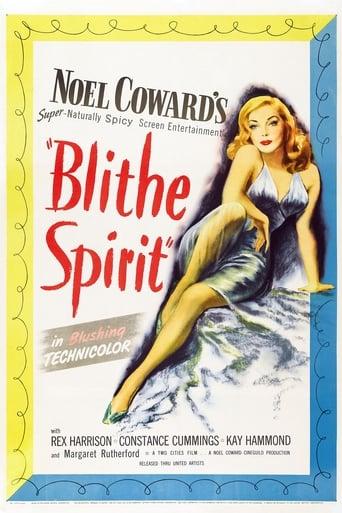 NOEL COWARD'S
Super-Naturally Spicy Screen Entertainment
"Blithe
Spirit"
in Blushing
TECHNICOLOR
with
REX HARRISON · CONSTANCE CUMMINGS · KAY HAMMOND
and Margaret Rutherford in A TWO CITIES FILM .. A NOEL COWARD-CINEGUILD PRODUCTION
RELEASED THRU UNITED ARTISTS